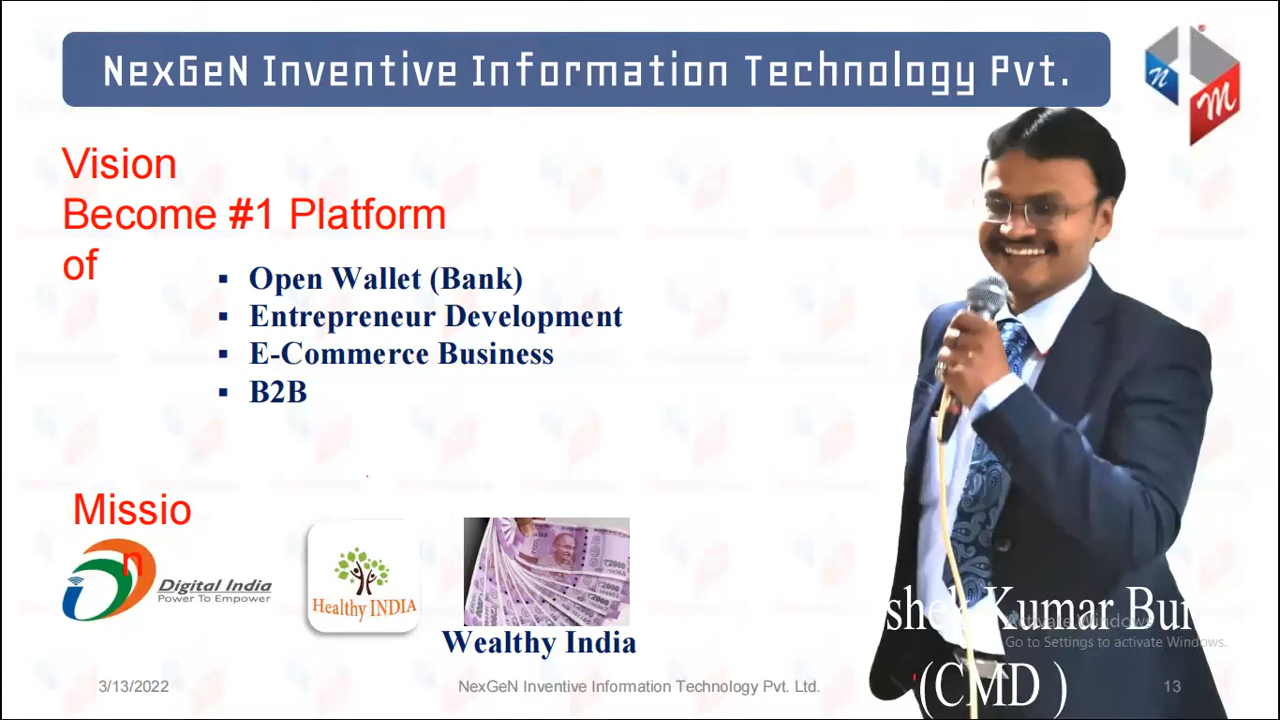 NexGeN Inventive Information Technology Pvt.
n
m
Vision
Become #1 Platform
of
▪ Open Wallet (Bank)
▪ Entrepreneur Development
▪ E-Commerce Business
▪ B2B
Missio
n
Digital India
Power To Empower
Healthy INDIA
Wealthy India
Kumar
Activate Windows
Go to Settings to activate Windows.
(CMD )
3/13/2022
NexGeN Inventive Information Technology Pvt. Ltd.
13